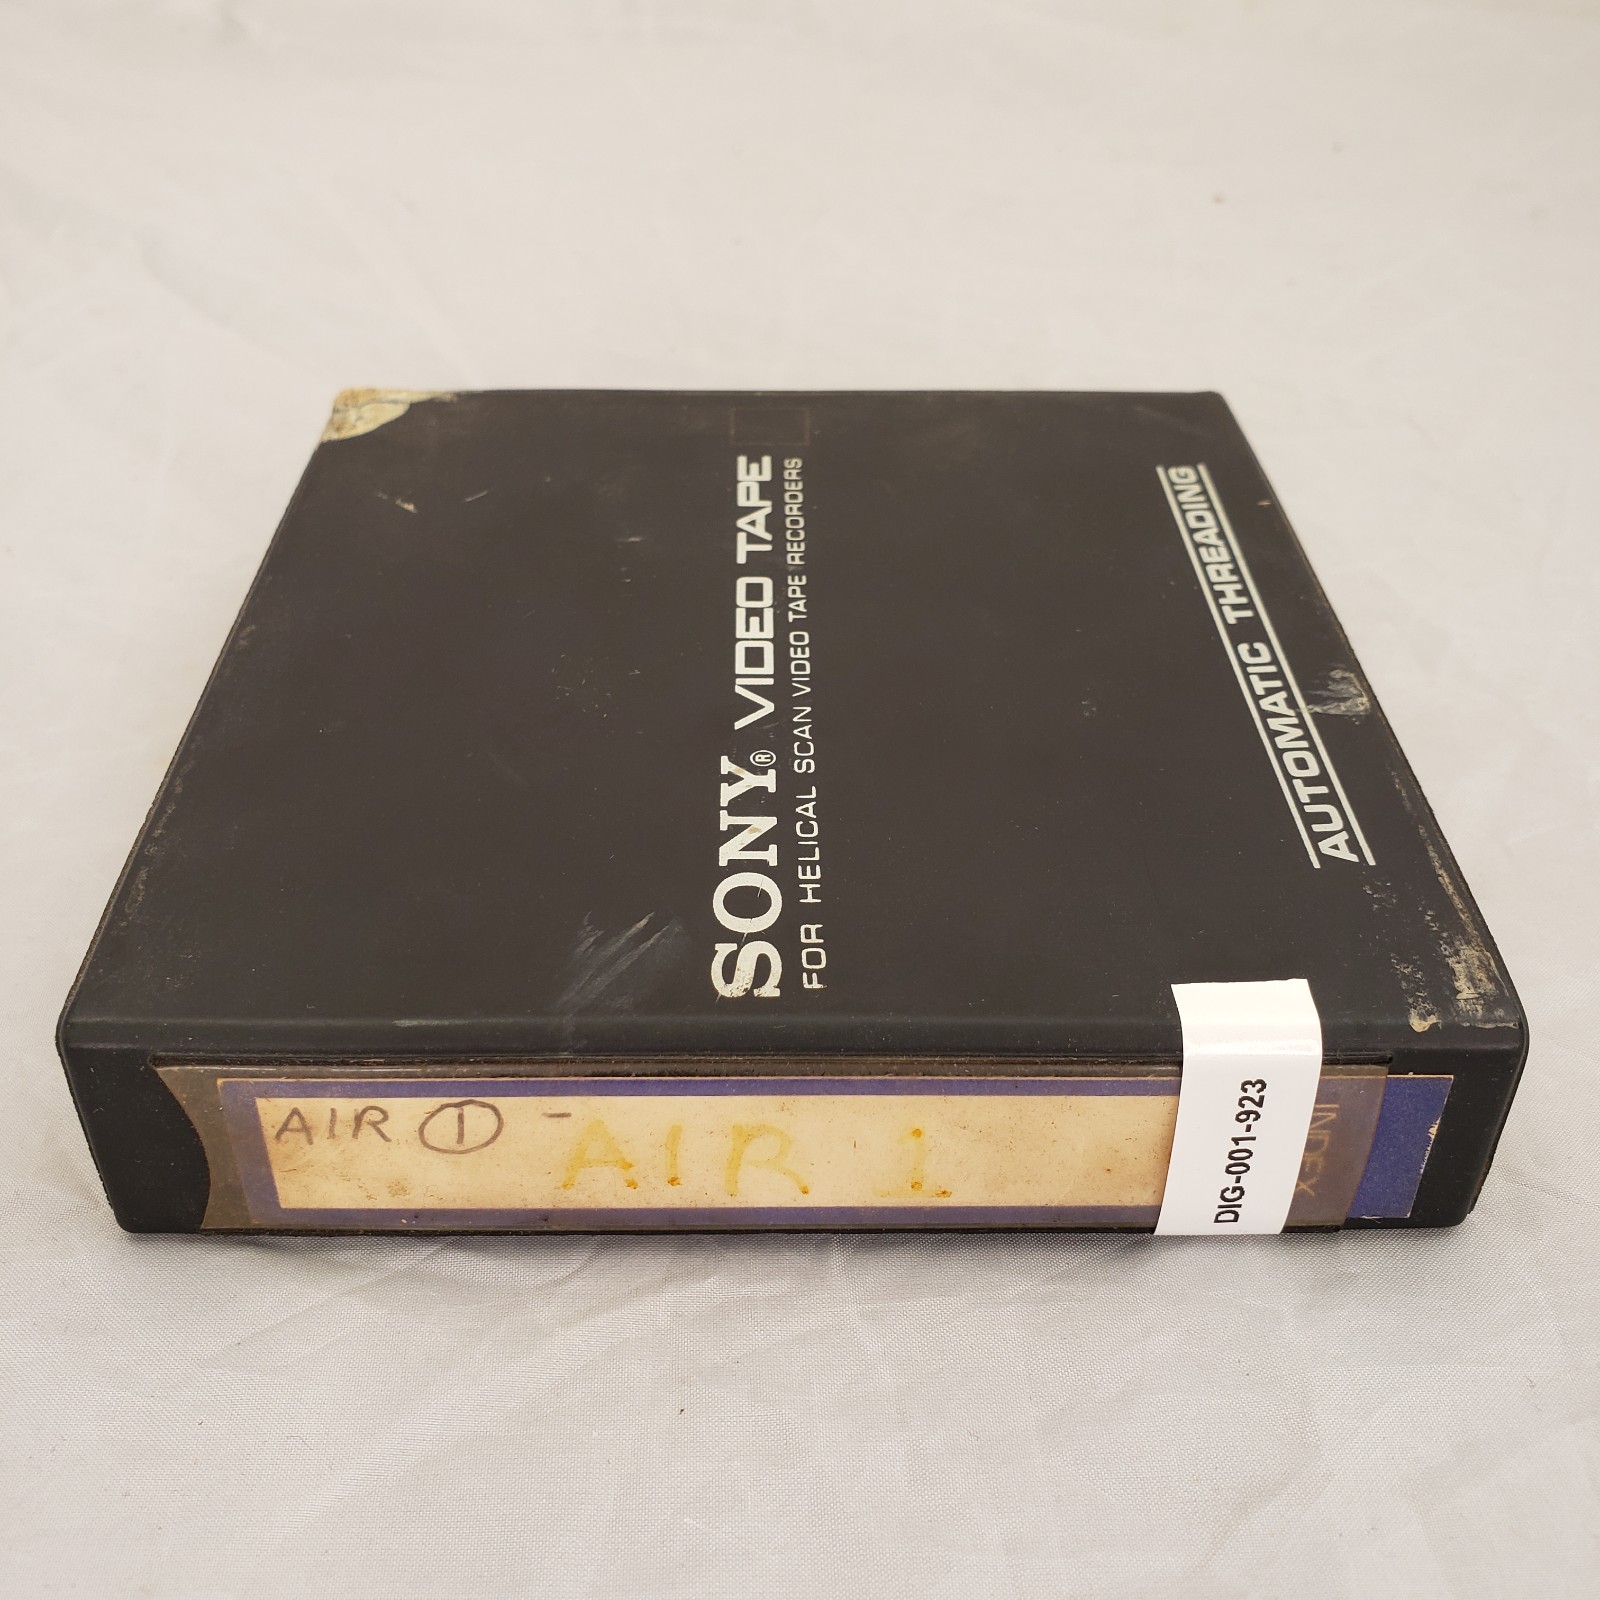 SONY® VIDEO TAPE
FOR HELICAL SCAN VIDEO TAPE RECORDERS
AUTOMATIC THREADING
AIR ① -
AIR 1
DIG-001-923
INDEX